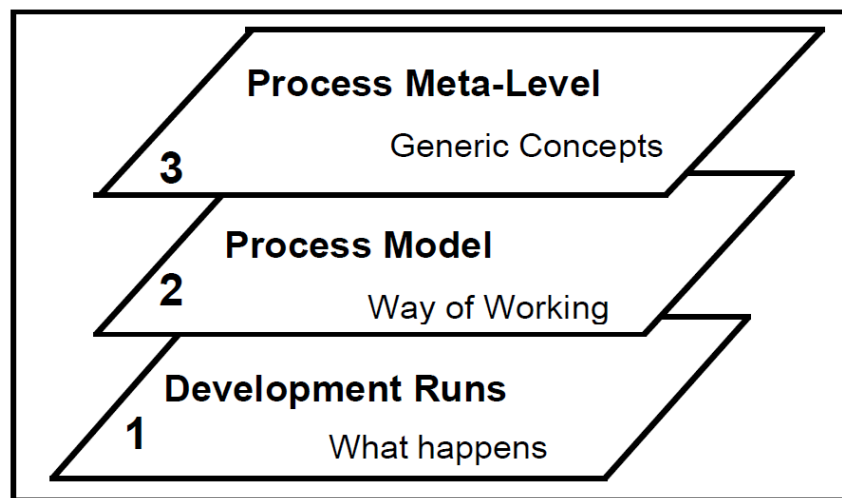 Process Meta-Level
Generic Concepts
3
Process Model
Way of Working
2
Development Runs
What happens
1